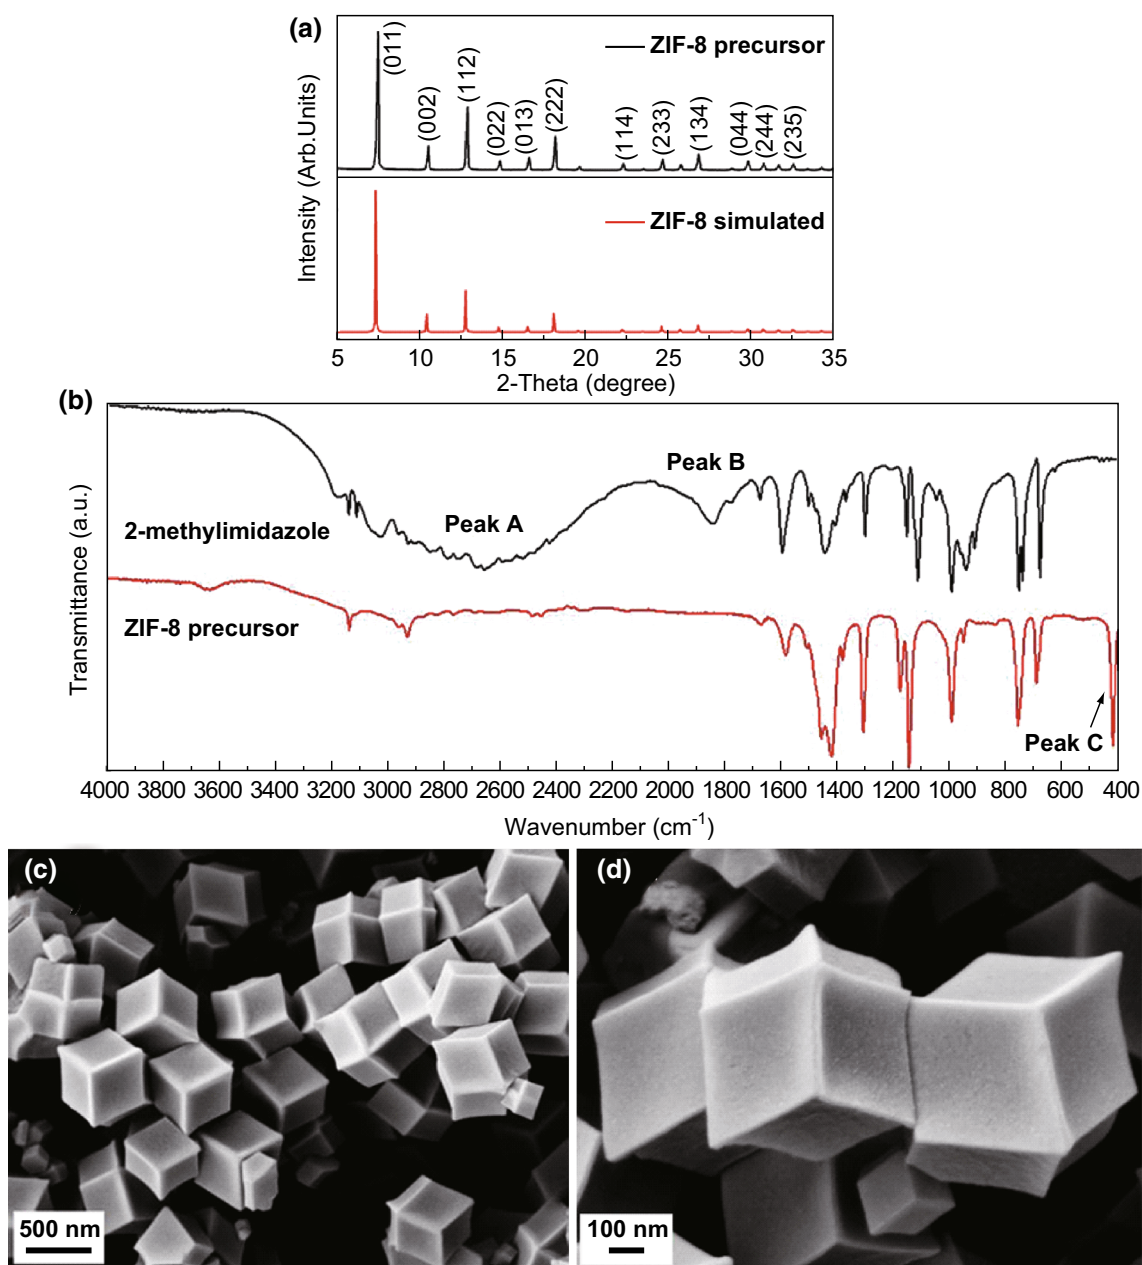 (a)
ZIF-8 precursor
(011)
(002)
(112)
(022)
(013)
(222)
(114)
(233)
(134)
(044)
(244)
(235)
ZIF-8 simulated
Intensity (Arb.Units)
5 10 15 20 25 30 35
2-Theta (degree)
(b)
Peak B
Peak A
2-methylimidazole
ZIF-8 precursor
Peak C
Transmittance (a.u.)
4000 3800 3600 3400 3200 3000 2800 2600 2400 2200 2000 1800 1600 1400 1200 1000 800 600 400
Wavenumber (cm⁻¹)
(c)
500 nm
(d)
100 nm